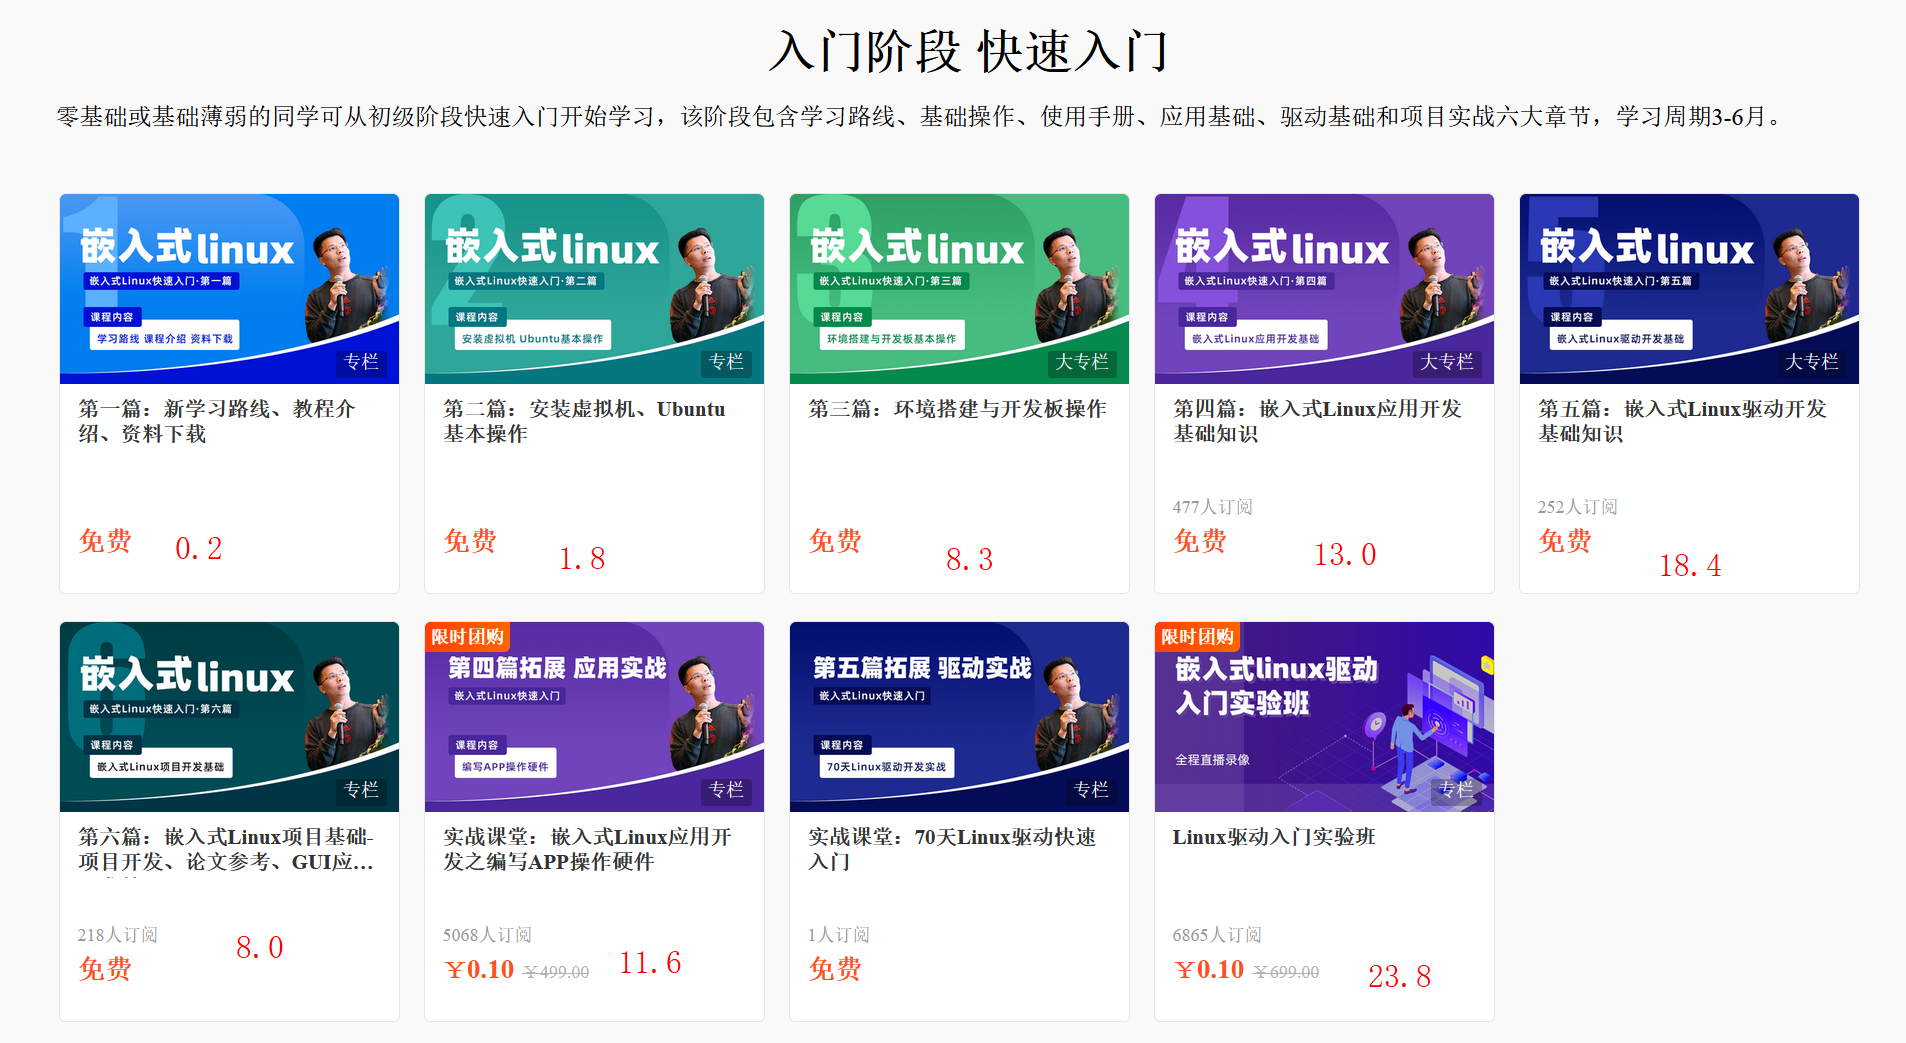 入门阶段 快速入门
零基础或基础薄弱的同学可从初级阶段快速入门开始学习，该阶段包含学习路线、基础操作、使用手册、应用基础、驱动基础和项目实战六大章节，学习周期3-6月。
1
嵌入式linux
嵌入式Linux快速入门·第一篇
课程内容
学习路线 课程介绍 资料下载
专栏
第一篇：新学习路线、教程介
绍、资料下载
免费
0.2
2
嵌入式linux
嵌入式Linux快速入门·第二篇
课程内容
安装虚拟机 Ubuntu基本操作
专栏
第二篇：安装虚拟机、Ubuntu
基本操作
免费
1.8
3
嵌入式linux
嵌入式Linux快速入门·第三篇
课程内容
环境搭建与开发板基本操作
大专栏
第三篇：环境搭建与开发板操作
免费
8.3
4
嵌入式linux
嵌入式Linux快速入门·第四篇
课程内容
嵌入式Linux应用开发基础
大专栏
第四篇：嵌入式Linux应用开发
基础知识
477人订阅
免费
13.0
5
嵌入式linux
嵌入式Linux快速入门·第五篇
课程内容
嵌入式Linux驱动开发基础
大专栏
第五篇：嵌入式Linux驱动开发
基础知识
252人订阅
免费
18.4
6
嵌入式linux
嵌入式Linux快速入门·第六篇
课程内容
嵌入式Linux项目开发基础
专栏
第六篇：嵌入式Linux项目基础-
项目开发、论文参考、GUI应...
218人订阅
免费
8.0
限时团购
第四篇拓展 应用实战
嵌入式Linux快速入门
课程内容
编写APP操作硬件
专栏
实战课堂：嵌入式Linux应用开
发之编写APP操作硬件
5068人订阅
￥0.10 ￥499.00
11.6
第五篇拓展 驱动实战
嵌入式Linux快速入门
课程内容
70天Linux驱动开发实战
专栏
实战课堂：70天Linux驱动快速
入门
1人订阅
免费
限时团购
嵌入式linux驱动
入门实验班
全程直播录像
专栏
Linux驱动入门实验班
6865人订阅
￥0.10 ￥699.00
23.8